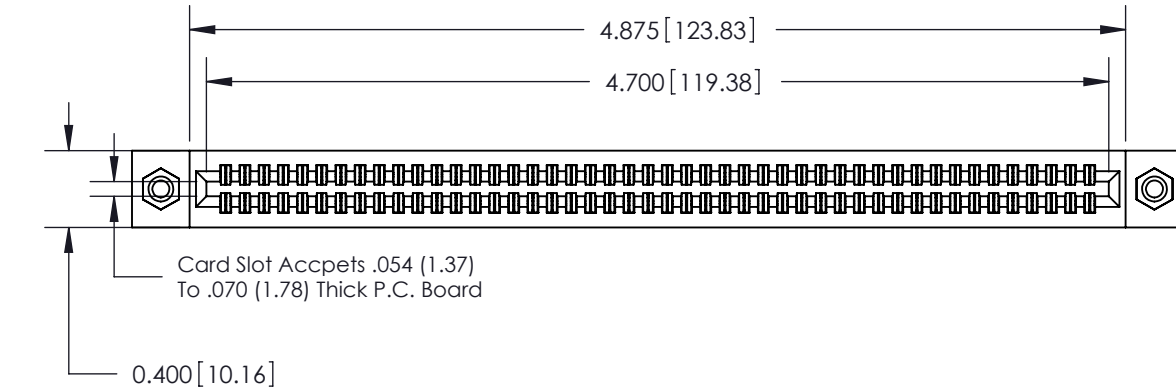 4.875[123.83]
4.700[119.38]
Card Slot Accpets .054 (1.37)
To .070 (1.78) Thick P.C. Board
0.400[10.16]